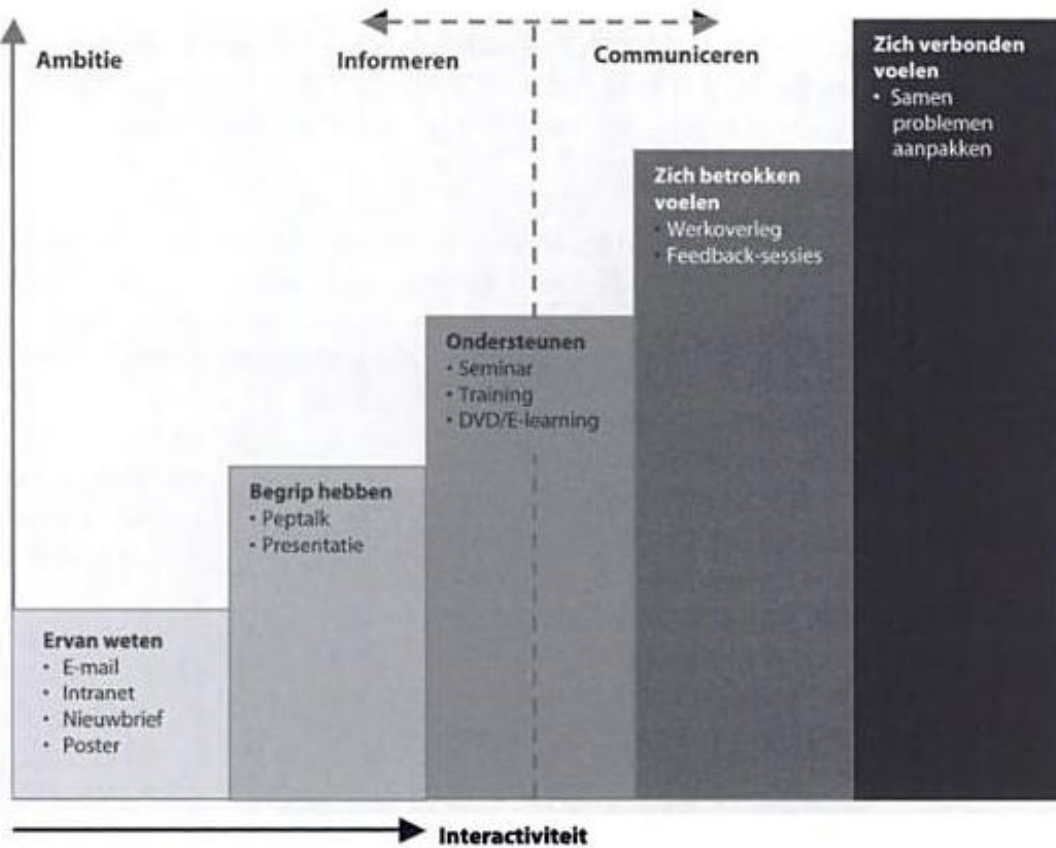 Ambitie
Informeren
Communiceren
Zich verbonden
voelen
• Samen
problemen
aanpakken
Zich betrokken
voelen
• Werkoverleg
• Feedback-sessies
Ondersteunen
• Seminar
• Training
• DVD/E-learning
Begrip hebben
• Peptalk
• Presentatie
Ervan weten
• E-mail
• Intranet
• Nieuwbrief
• Poster
Interactiviteit